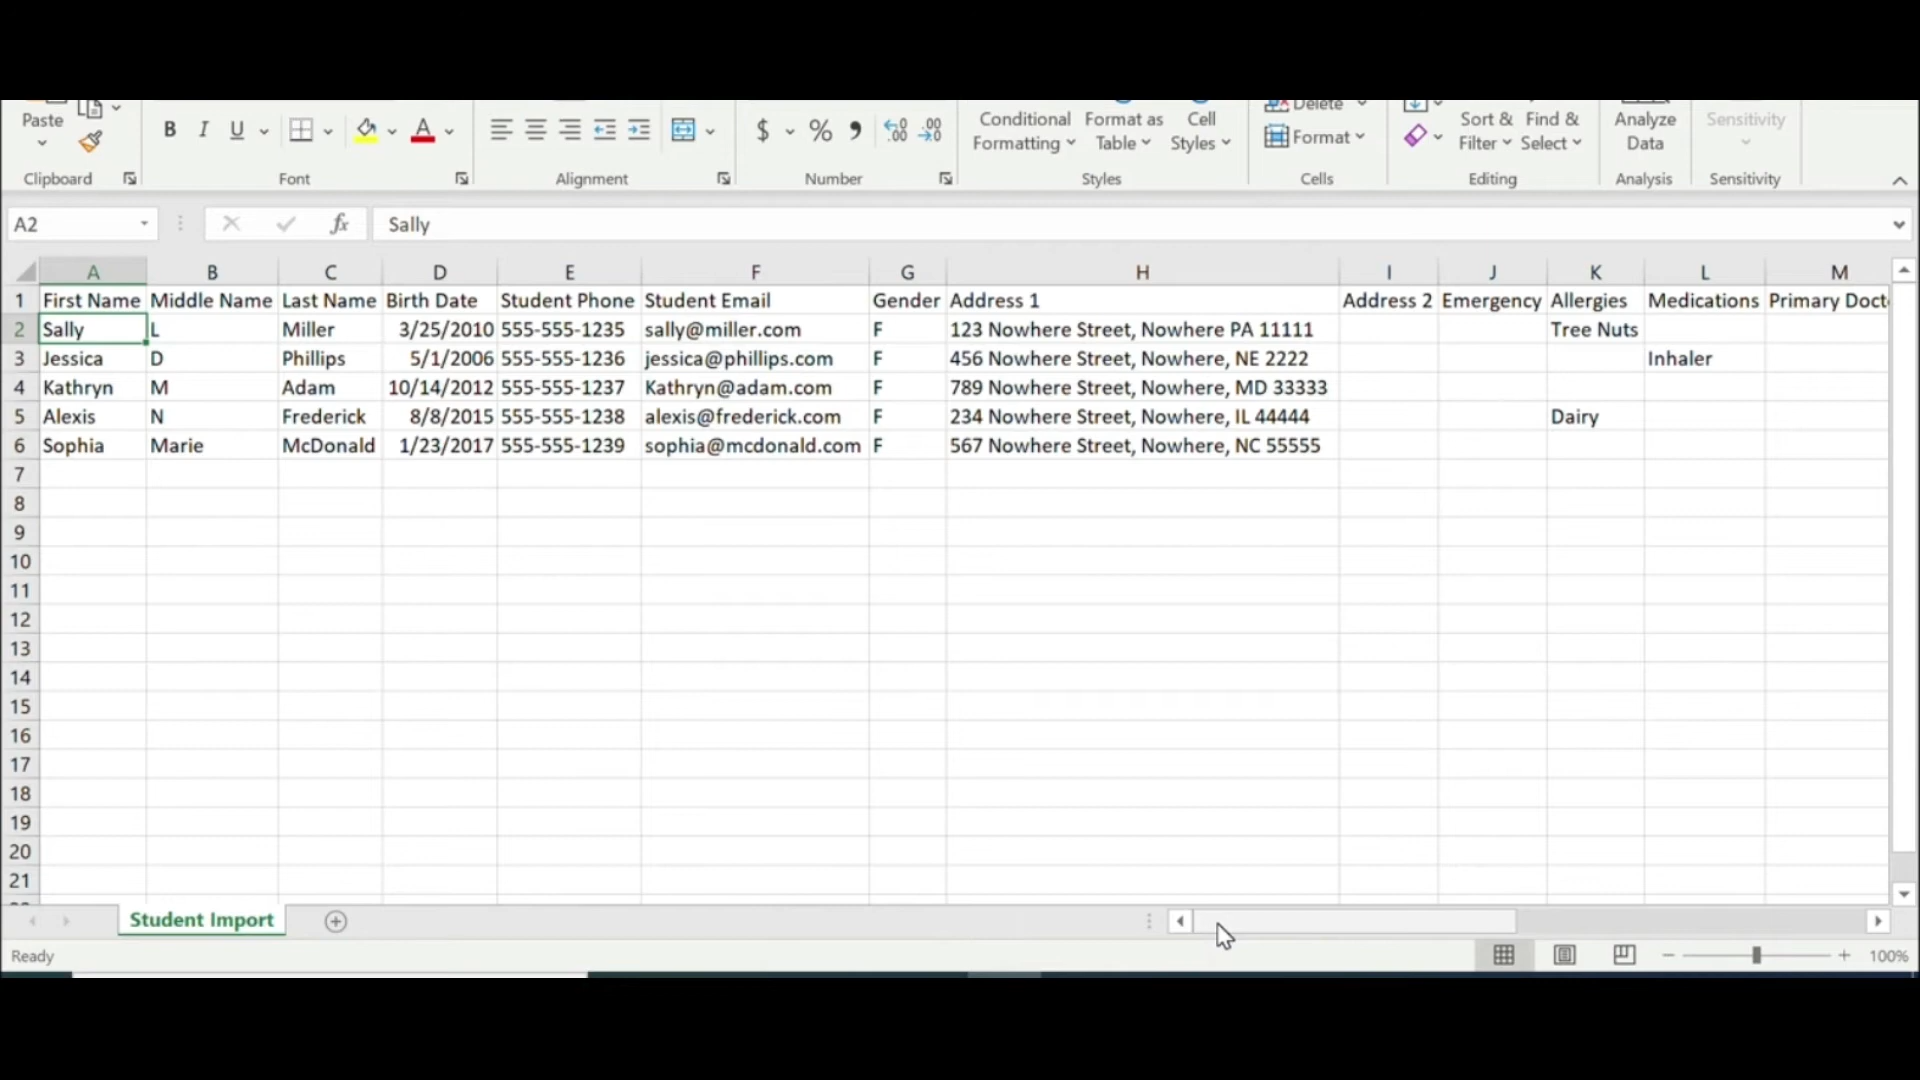 Paste
B I U
A
$ % ,
Conditional Formatting
Format as Table
Cell Styles
Delete
Format
Sort & Filter
Find & Select
Analyze Data
Sensitivity
Clipboard Font Alignment Number Styles Cells Editing Analysis Sensitivity
A2 fx Sally
A B C D E F G H I J K L M
1 First Name Middle Name Last Name Birth Date Student Phone Student Email Gender Address 1 Address 2 Emergency Allergies Medications Primary Doct
2 Sally L Miller 3/25/2010 555-555-1235 sally@miller.com F 123 Nowhere Street, Nowhere PA 11111 Tree Nuts
3 Jessica D Phillips 5/1/2006 555-555-1236 jessica@phillips.com F 456 Nowhere Street, Nowhere, NE 2222 Inhaler
4 Kathryn M Adam 10/14/2012 555-555-1237 Kathryn@adam.com F 789 Nowhere Street, Nowhere, MD 33333
5 Alexis N Frederick 8/8/2015 555-555-1238 alexis@frederick.com F 234 Nowhere Street, Nowhere, IL 44444 Dairy
6 Sophia Marie McDonald 1/23/2017 555-555-1239 sophia@mcdonald.com F 567 Nowhere Street, Nowhere, NC 55555
7
8
9
10
11
12
13
14
15
16
17
18
19
20
21
Student Import
Ready 100%